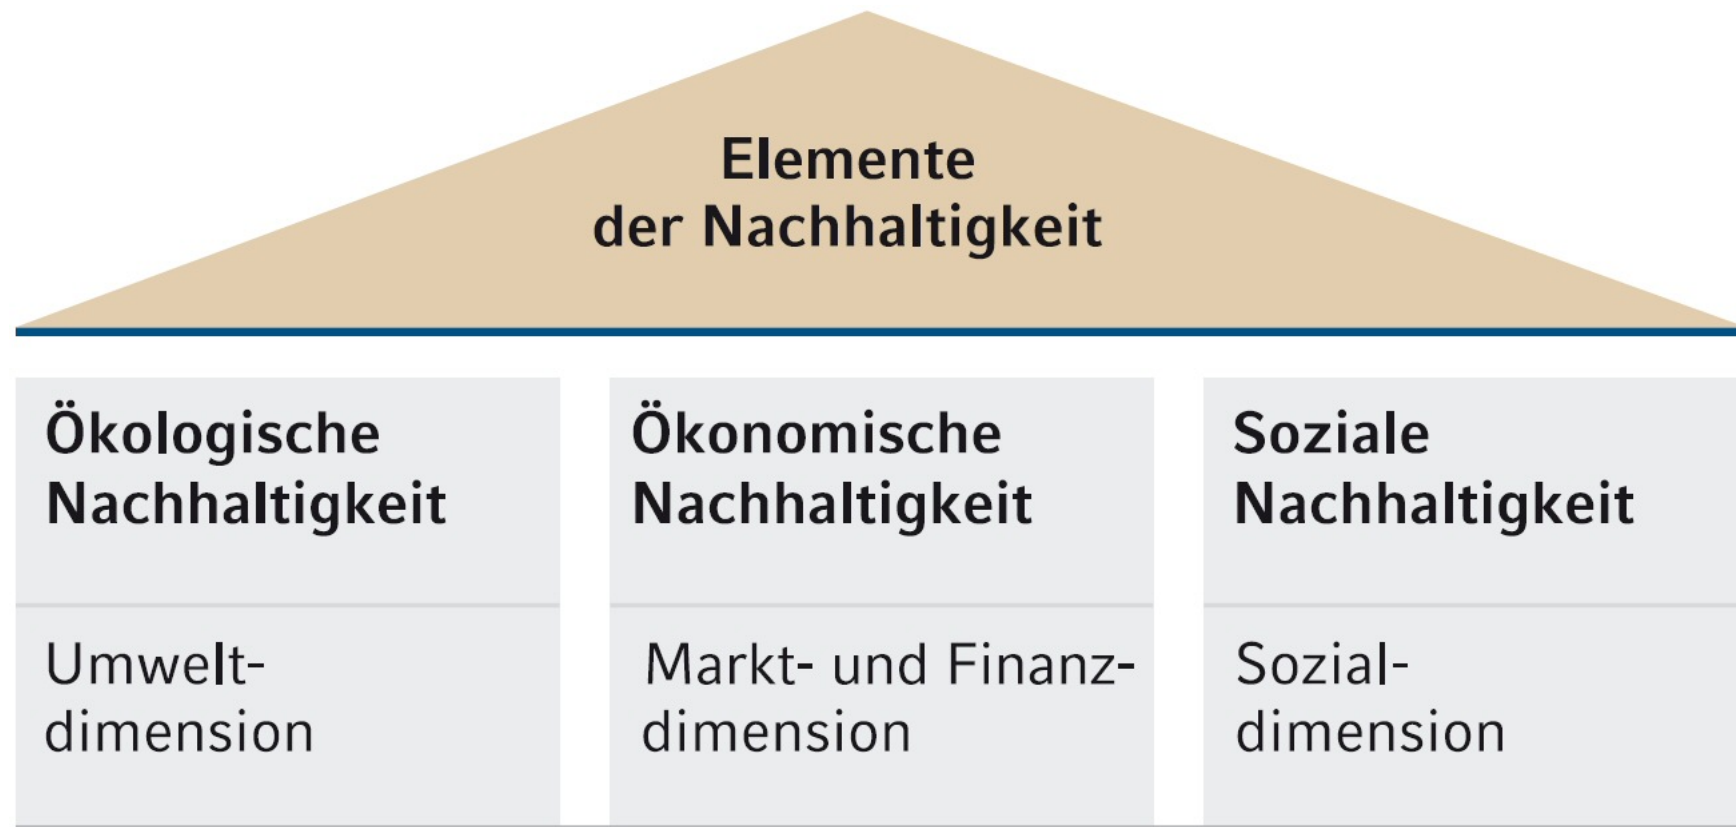 Elemente
der Nachhaltigkeit
Ökologische
Nachhaltigkeit
Umwelt-
dimension
Ökonomische
Nachhaltigkeit
Markt- und Finanz-
dimension
Soziale
Nachhaltigkeit
Sozial-
dimension